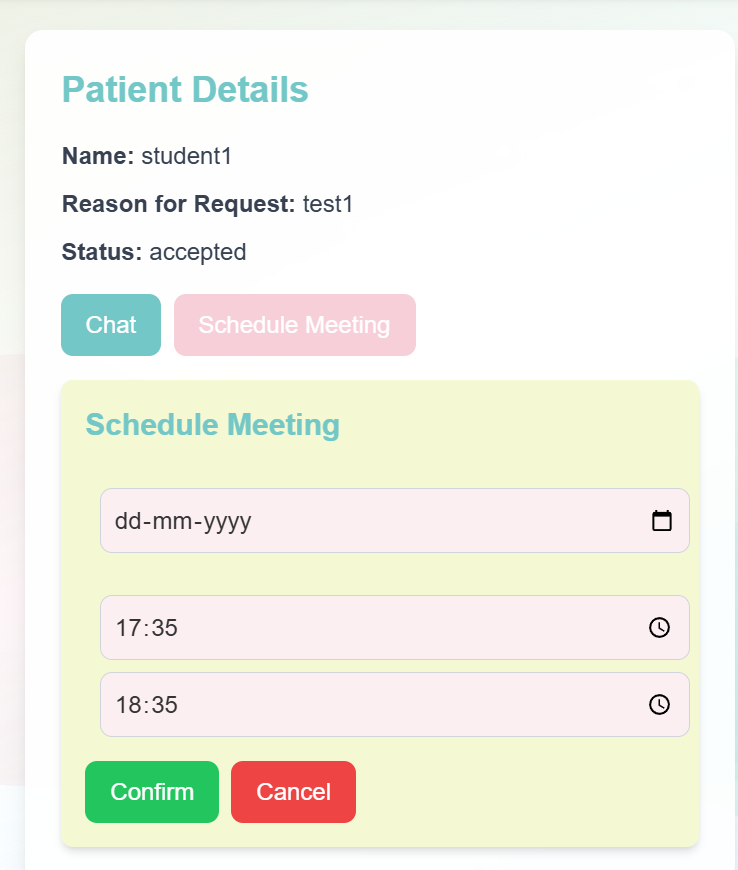 Patient Details
Name: student1
Reason for Request: test1
Status: accepted
Chat Schedule Meeting
Schedule Meeting
dd-mm-yyyy
17:35
18:35
Confirm Cancel